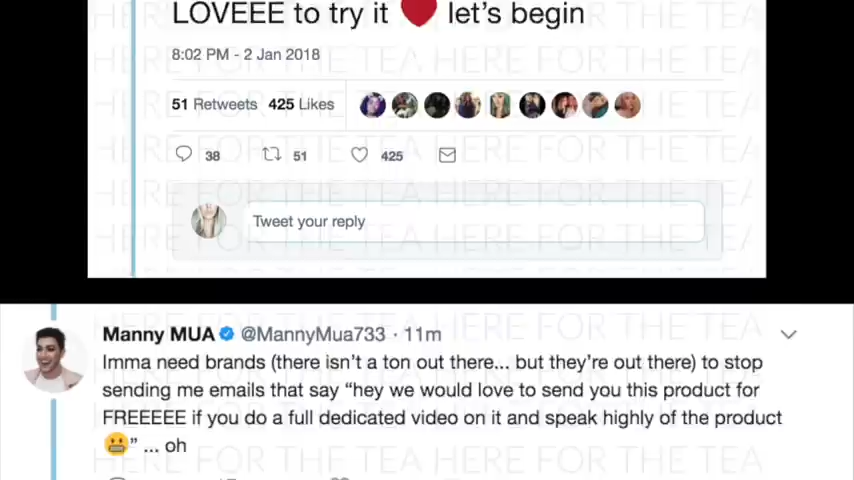 LOVEEE to try it ❤️ let's begin
8:02 PM - 2 Jan 2018
51 Retweets 425 Likes
38 51 425
Tweet your reply
Manny MUA @MannyMua733 · 11m
Imma need brands (there isn't a ton out there... but they're out there) to stop
sending me emails that say “hey we would love to send you this product for
FREEEEE if you do a full dedicated video on it and speak highly of the product
😬” ... oh
HERE FOR THE TEA HERE FOR THE TEA